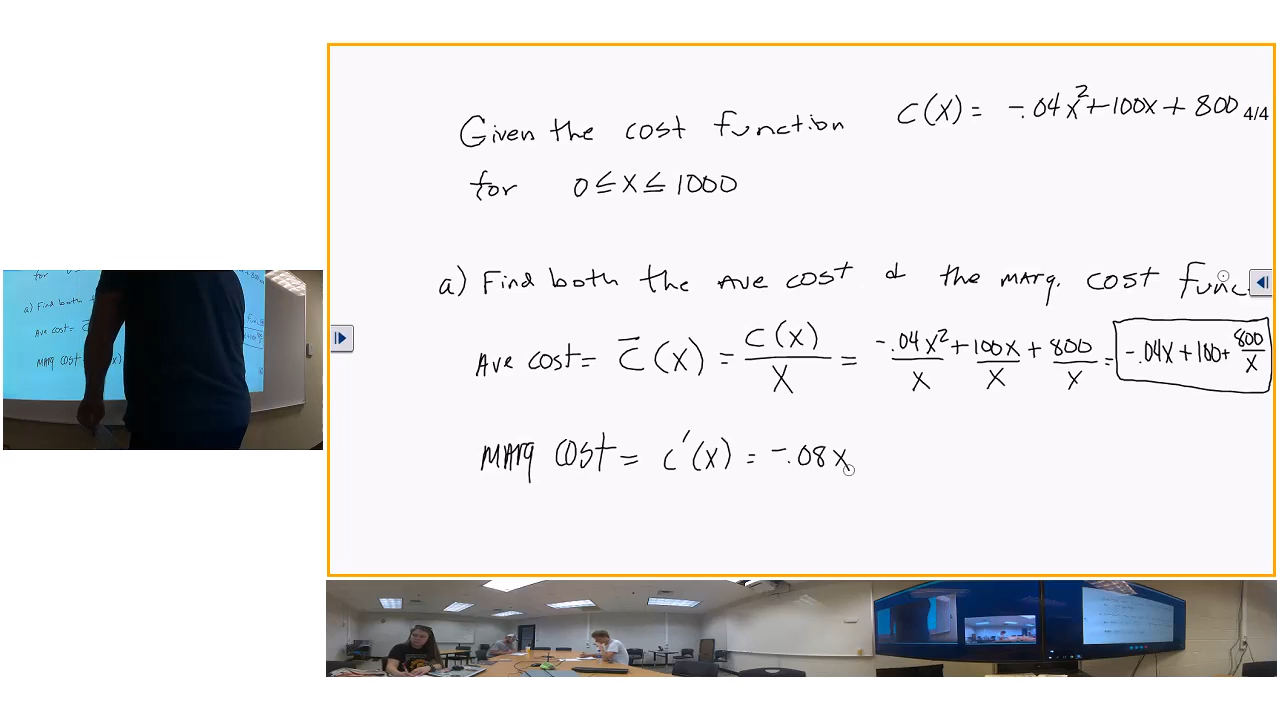 Given the cost function C(x) = -.04x²+100x+800
4/4
for 0≤x≤1000
a) Find both the Ave cost & the marg. cost func
Ave cost = C̅(x) = C(x)/x = -.04x²/x + 100x/x + 800/x = -.04x+100+800/x
Marg cost = C'(x) = -.08x